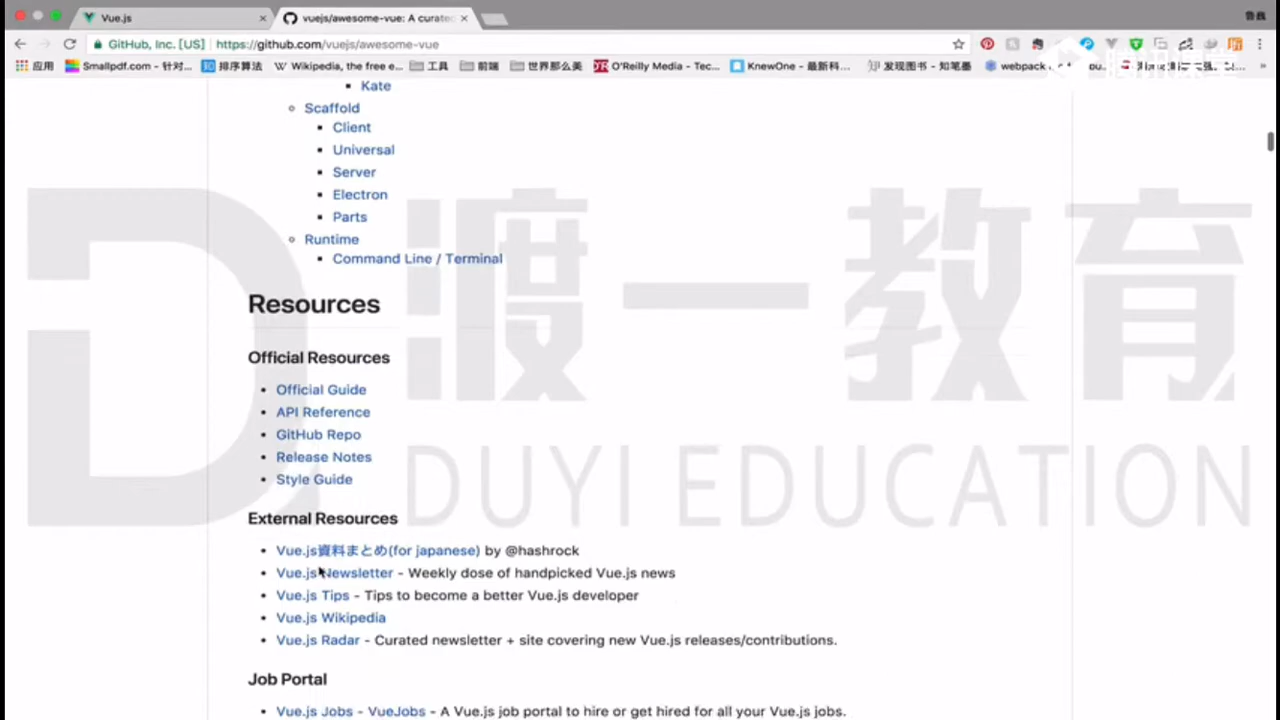 Vue.js
vuejs/awesome-vue: A curated
GitHub, Inc. [US]
https://github.com/vuejs/awesome-vue
应用
Smallpdf.com - 针对...
排序算法
Wikipedia, the free e...
工具
前端
世界那么美
O'Reilly Media - Tec...
KnewOne - 最新科...
发现图书 - 知笔墨
webpack
腾讯课堂
Kate
Scaffold
Client
Universal
Server
Electron
Parts
Runtime
Command Line / Terminal
渡一教育
DUYI EDUCATION
Resources
Official Resources
Official Guide
API Reference
GitHub Repo
Release Notes
Style Guide
External Resources
Vue.js資料まとめ(for japanese) by @hashrock
Vue.js Newsletter - Weekly dose of handpicked Vue.js news
Vue.js Tips - Tips to become a better Vue.js developer
Vue.js Wikipedia
Vue.js Radar - Curated newsletter + site covering new Vue.js releases/contributions.
Job Portal
Vue.js Jobs - VueJobs - A Vue.js job portal to hire or get hired for all your Vue.js jobs.